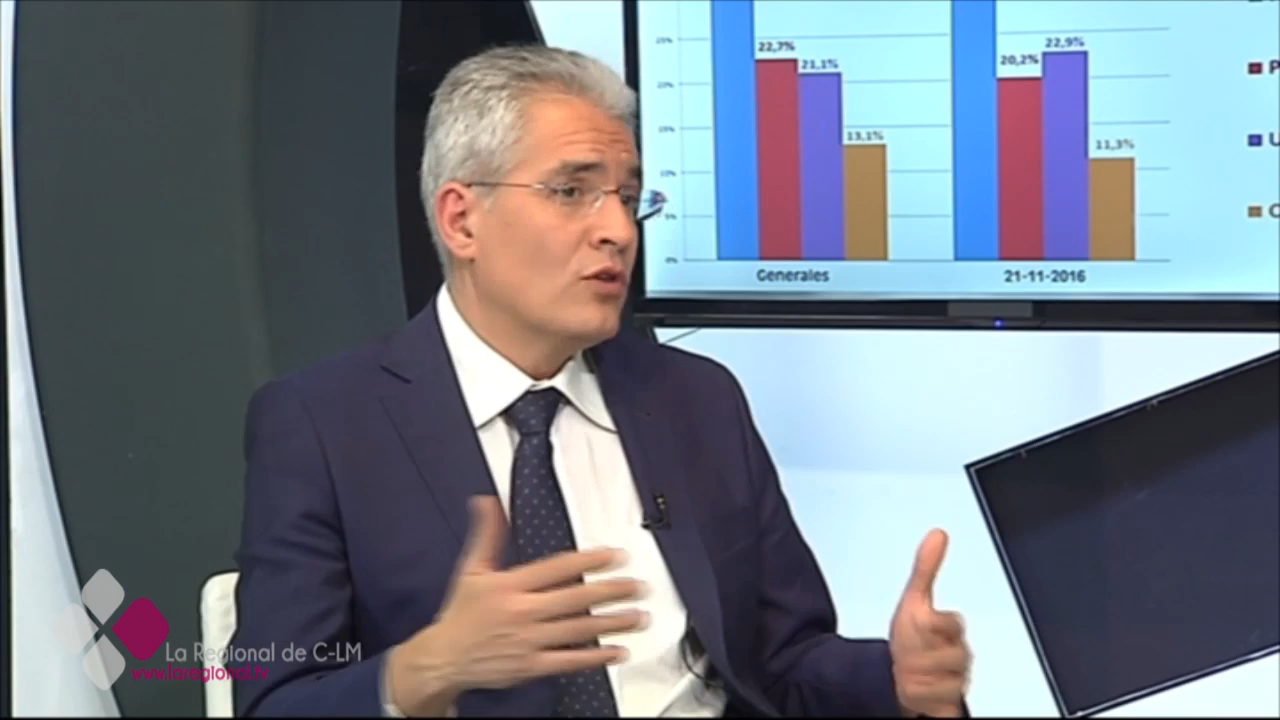 25%
22,7%
21,1%
20,2%
22,9%
P
15%
13,1%
11,3%
U
10%
5%
C
0%
Generales
21-11-2016
La Regional de C-LM
www.laregional.tv